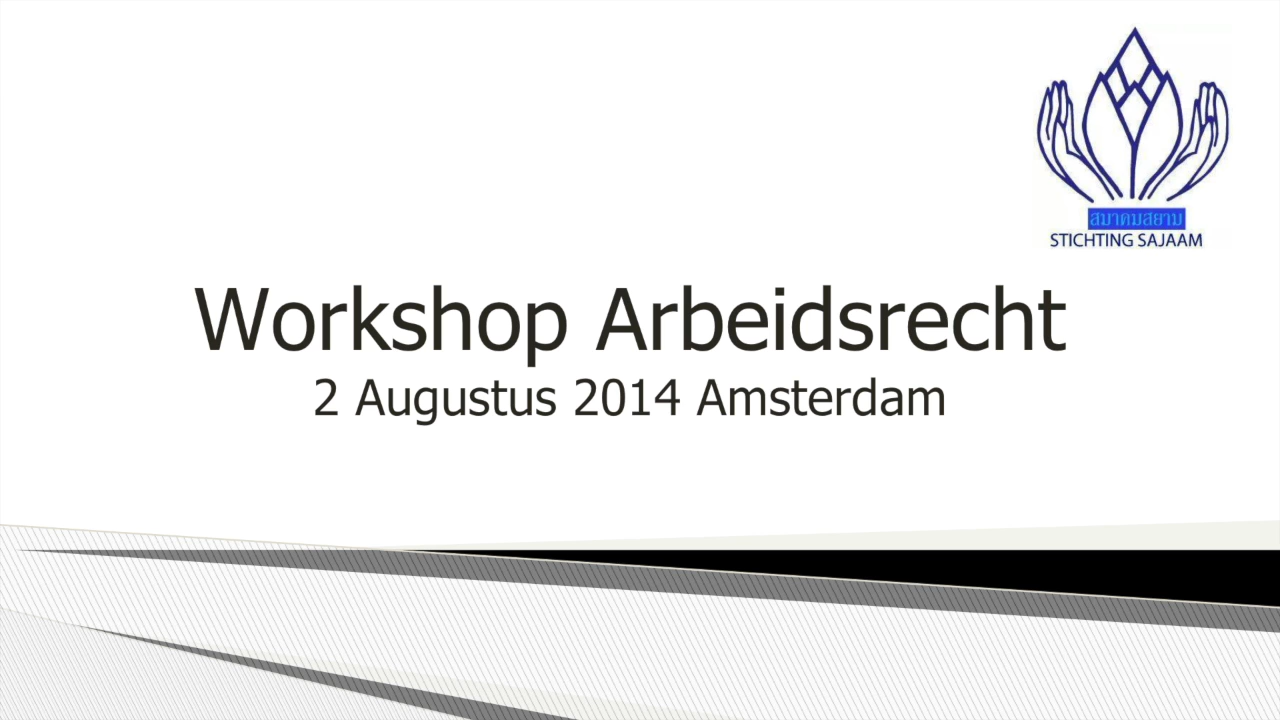 สมาคมสยาม
STICHTING SAJAAM
Workshop Arbeidsrecht
2 Augustus 2014 Amsterdam